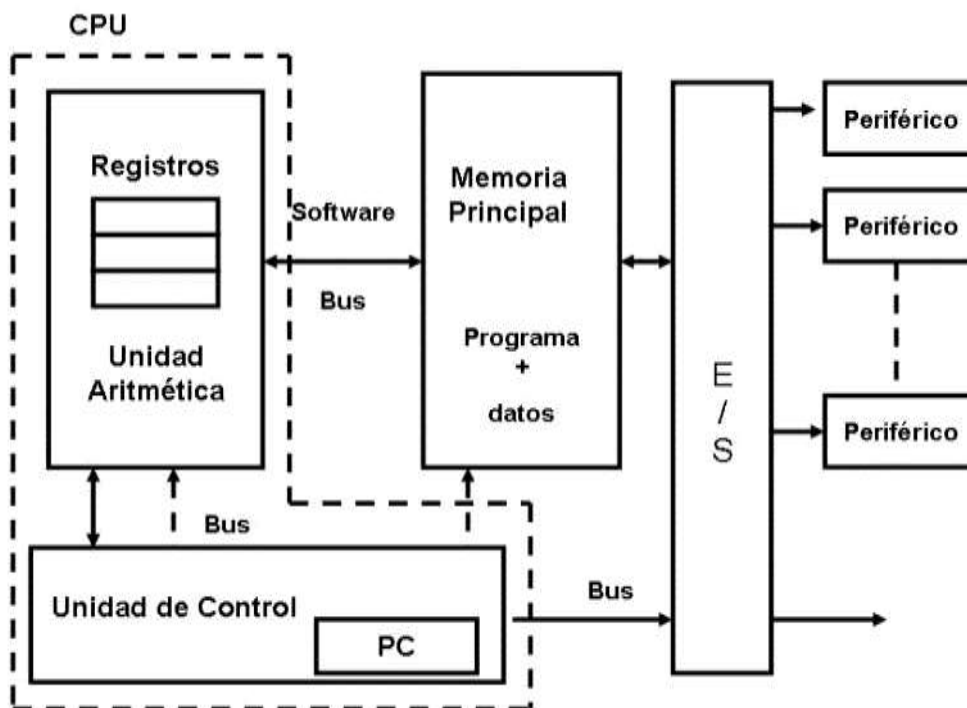 CPU
Registros
Unidad
Aritmética
Software
Bus
Memoria
Principal
Programa
+
datos
E
/
S
Periférico
Periférico
Periférico
Bus
Unidad de Control
PC
Bus